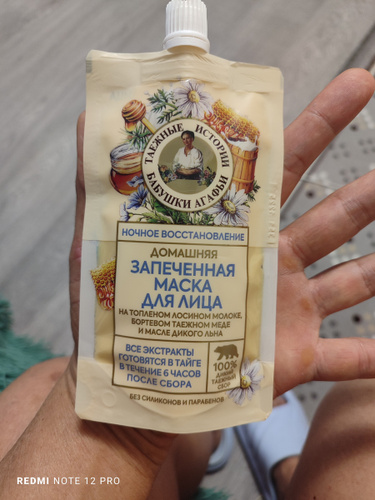 ТАЕЖНЫЕ ИСТОРИИ
БАБУШКИ АГАФЬИ
НОЧНОЕ ВОССТАНОВЛЕНИЕ
ДОМАШНЯЯ
ЗАПЕЧЕННАЯ
МАСКА
ДЛЯ ЛИЦА
НА ТОПЛЕНОМ ЛОСИНОМ МОЛОКЕ,
БОРТЕВОМ ТАЕЖНОМ МЕДЕ
И МАСЛЕ ДИКОГО ЛЬНА
ВСЕ ЭКСТРАКТЫ
ГОТОВЯТСЯ В ТАЙГЕ
В ТЕЧЕНИЕ 6 ЧАСОВ
ПОСЛЕ СБОРА
100%
ДИКИЙ
ТАЕЖНЫЙ
СБОР
БЕЗ СИЛИКОНОВ И ПАРАБЕНОВ
REDMI NOTE 12 PRO